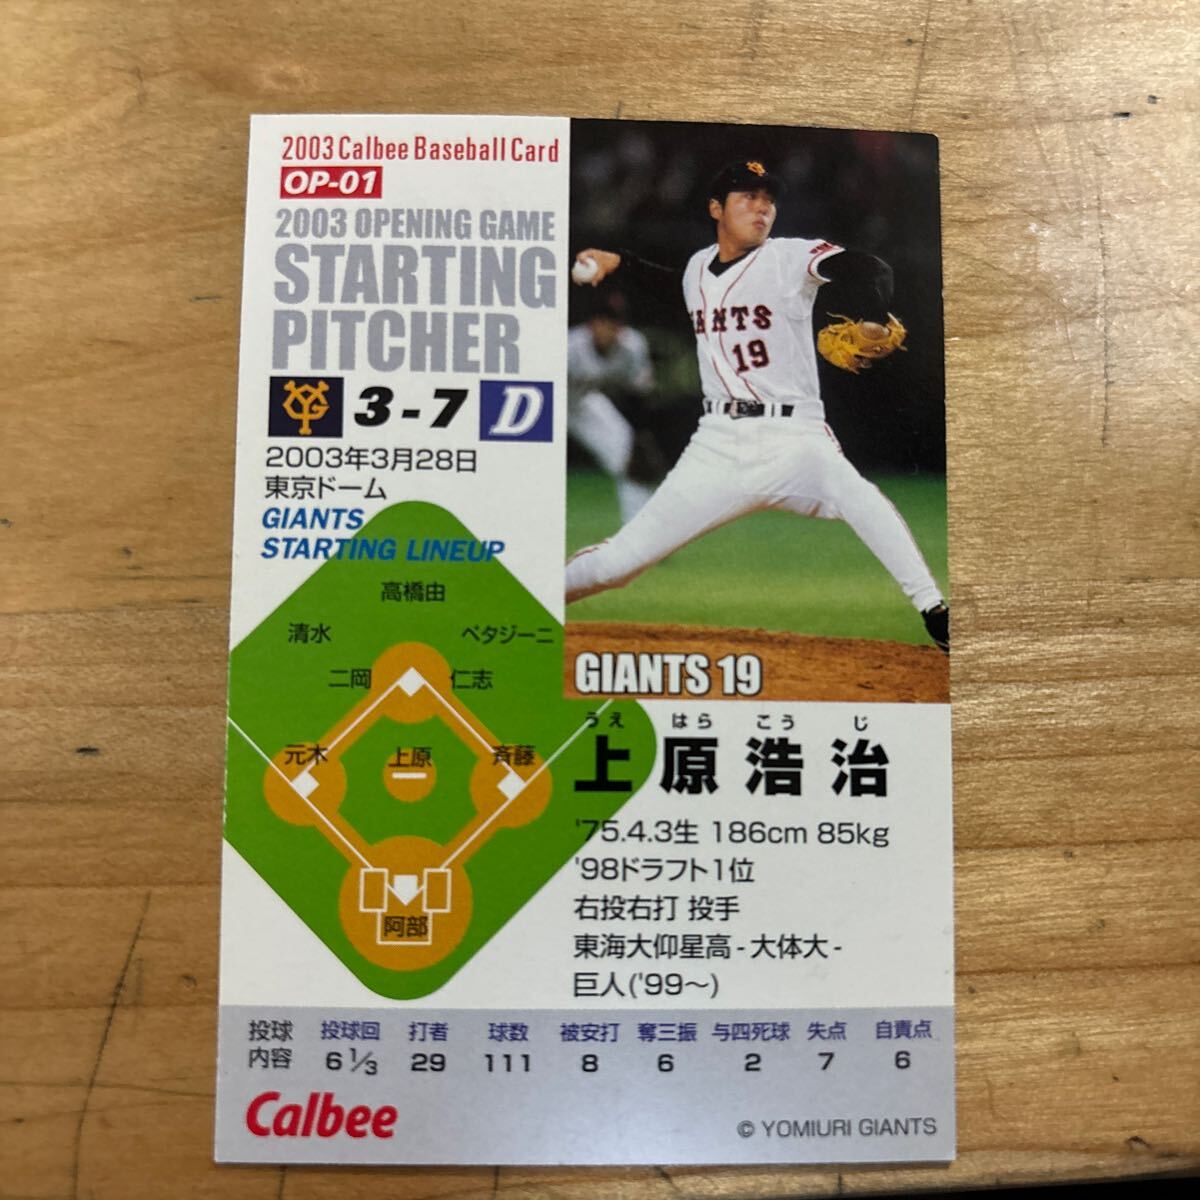 2003 Calbee Baseball Card
OP-01
2003 OPENING GAME
STARTING
PITCHER
YG 3-7 D
2003年3月28日
東京ドーム
GIANTS
STARTING LINEUP
高橋由
清水 ペタジーニ
二岡 仁志
元木 上原 斉藤
阿部
GIANTS
19
GIANTS 19
うえ はら こう じ
上原浩治
'75.4.3生 186cm 85kg
'98ドラフト1位
右投右打 投手
東海大仰星高-大体大-
巨人('99〜)
投球内容 投球回 打者 球数 被安打 奪三振 与四死球 失点 自責点
6 1/3 29 111 8 6 2 7 6
Calbee
© YOMIURI GIANTS